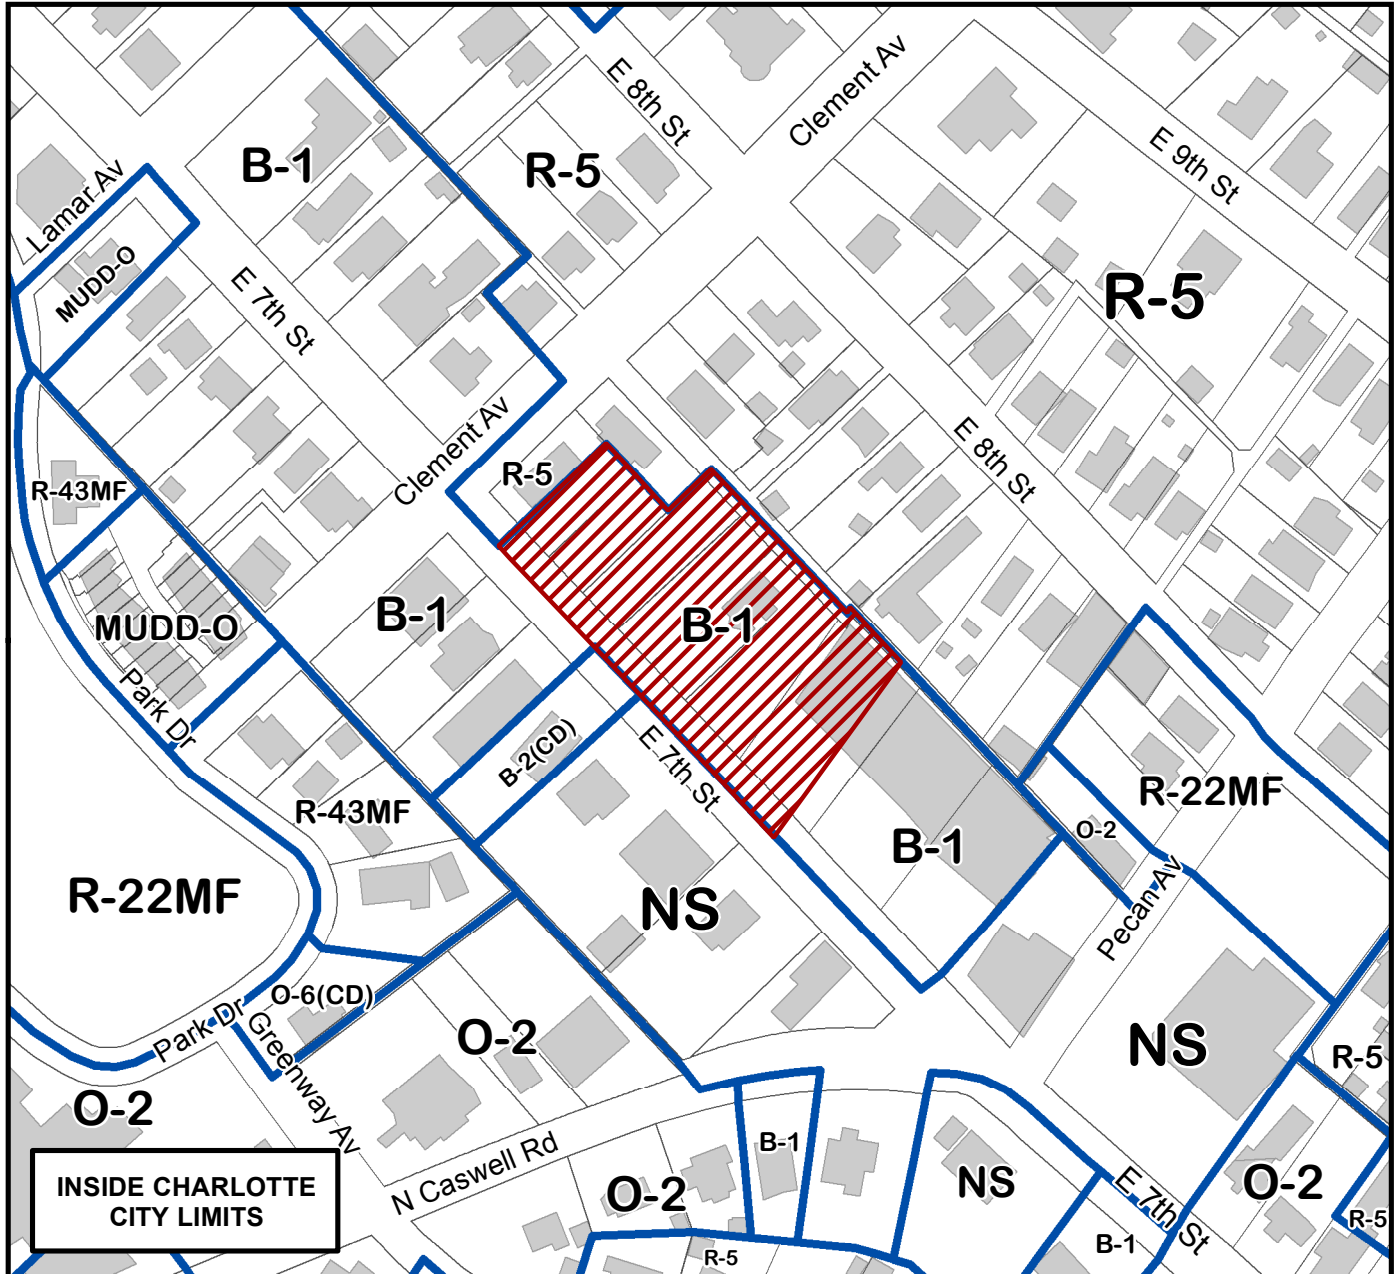 E 8th St
Clement Av
E 9th St
B-1
R-5
Lamar Av
MUDD-O
E 7th St
R-5
Clement Av
E 8th St
R-5
R-43MF
B-1
B-1
MUDD-O
Park Dr
B-2(CD)
E 7th St
R-22MF
R-43MF
O-2
B-1
R-22MF
NS
Pecan Av
O-6(CD)
Park Dr
Greenway Av
O-2
NS
R-5
O-2
B-1
N Caswell Rd
NS
O-2
E 7th St
O-2
R-5
B-1
R-5
INSIDE CHARLOTTE
CITY LIMITS